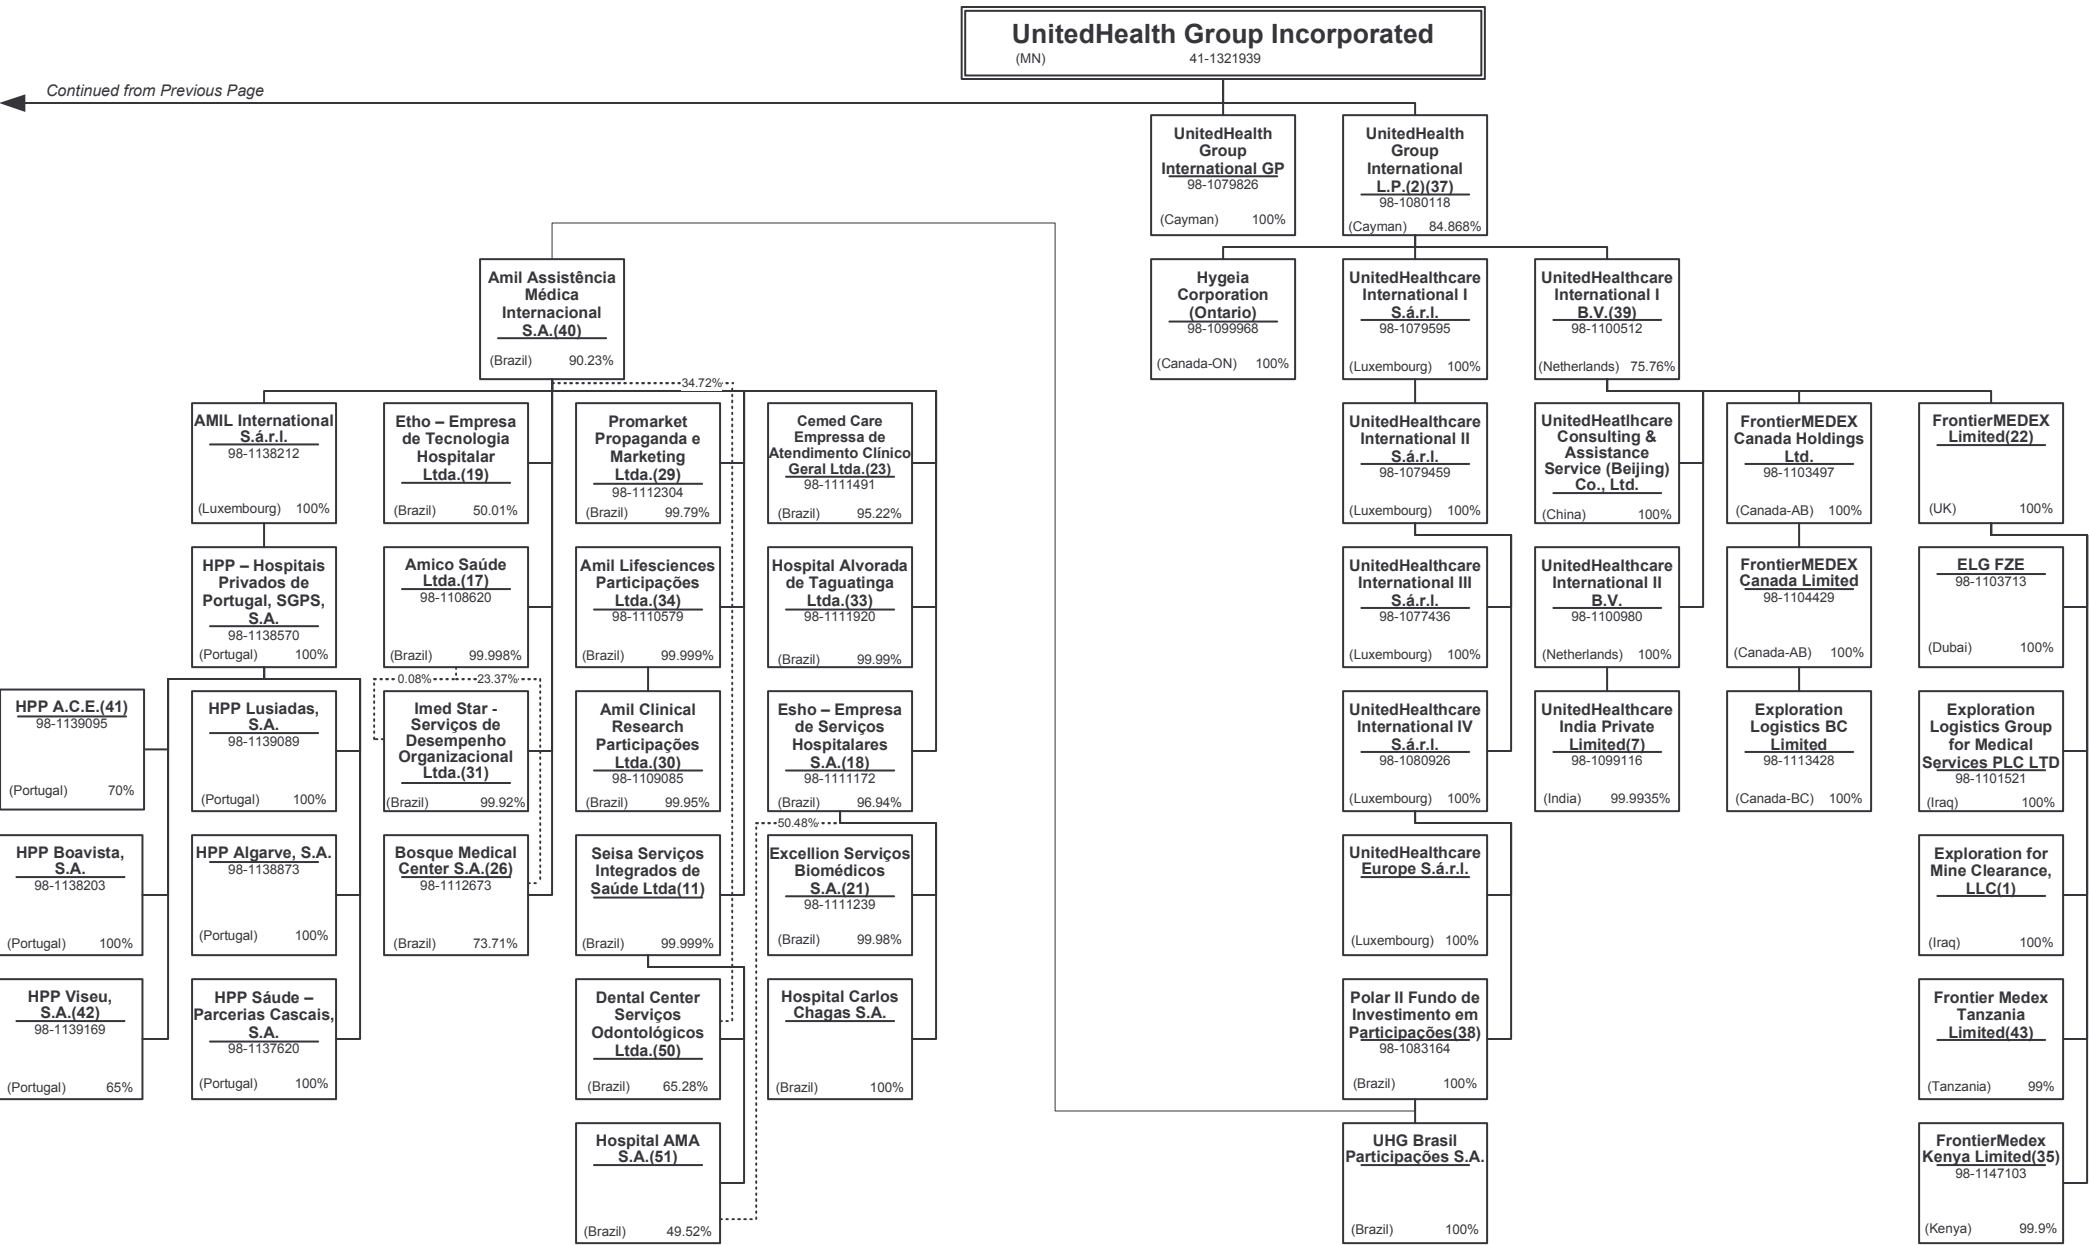 UnitedHealth Group Incorporated
(MN) 41-1321939
Continued from Previous Page
UnitedHealth
Group
International GP
98-1079826
(Cayman) 100%
UnitedHealth
Group
International
L.P.(2)(37)
98-1080118
(Cayman) 84.868%
Amil Assistência
Médica
Internacional
S.A.(40)
(Brazil) 90.23%
Hygeia
Corporation
(Ontario)
98-1099968
(Canada-ON) 100%
UnitedHealthcare
International I
S.á.r.l.
98-1079595
(Luxembourg) 100%
UnitedHealthcare
International I
B.V.(39)
98-1100512
(Netherlands) 75.76%
34.72%
AMIL International
S.á.r.l.
98-1138212
(Luxembourg) 100%
Etho – Empresa
de Tecnologia
Hospitalar
Ltda.(19)
(Brazil) 50.01%
Promarket
Propaganda e
Marketing
Ltda.(29)
98-1112304
(Brazil) 99.79%
Cemed Care
Empressa de
Atendimento Clínico
Geral Ltda.(23)
98-1111491
(Brazil) 95.22%
UnitedHealthcare
International II
S.á.r.l.
98-1079459
(Luxembourg) 100%
UnitedHeatlhcare
Consulting &
Assistance
Service (Beijing)
Co., Ltd.
(China) 100%
FrontierMEDEX
Canada Holdings
Ltd.
98-1103497
(Canada-AB) 100%
FrontierMEDEX
Limited(22)
(UK) 100%
HPP – Hospitais
Privados de
Portugal, SGPS,
S.A.
98-1138570
(Portugal) 100%
Amico Saúde
Ltda.(17)
98-1108620
(Brazil) 99.998%
Amil Lifesciences
Participações
Ltda.(34)
98-1110579
(Brazil) 99.999%
Hospital Alvorada
de Taguatinga
Ltda.(33)
98-1111920
(Brazil) 99.99%
UnitedHealthcare
International III
S.á.r.l.
98-1077436
(Luxembourg) 100%
UnitedHealthcare
International II
B.V.
98-1100980
(Netherlands) 100%
FrontierMEDEX
Canada Limited
98-1104429
(Canada-AB) 100%
ELG FZE
98-1103713
(Dubai) 100%
0.08% 23.37%
HPP A.C.E.(41)
98-1139095
(Portugal) 70%
HPP Lusiadas,
S.A.
98-1139089
(Portugal) 100%
Imed Star -
Serviços de
Desempenho
Organizacional
Ltda.(31)
(Brazil) 99.92%
Amil Clinical
Research
Participações
Ltda.(30)
98-1109085
(Brazil) 99.95%
Esho – Empresa
de Serviços
Hospitalares
S.A.(18)
98-1111172
(Brazil) 96.94%
UnitedHealthcare
International IV
S.á.r.l.
98-1080926
(Luxembourg) 100%
UnitedHealthcare
India Private
Limited(7)
98-1099116
(India) 99.9935%
Exploration
Logistics BC
Limited
98-1113428
(Canada-BC) 100%
Exploration
Logistics Group
for Medical
Services PLC LTD
98-1101521
(Iraq) 100%
50.48%
HPP Boavista,
S.A.
98-1138203
(Portugal) 100%
HPP Algarve, S.A.
98-1138873
(Portugal) 100%
Bosque Medical
Center S.A.(26)
98-1112673
(Brazil) 73.71%
Seisa Serviços
Integrados de
Saúde Ltda(11)
(Brazil) 99.999%
Excellion Serviços
Biomédicos
S.A.(21)
98-1111239
(Brazil) 99.98%
UnitedHealthcare
Europe S.á.r.l.
(Luxembourg) 100%
Exploration for
Mine Clearance,
LLC(1)
(Iraq) 100%
HPP Viseu,
S.A.(42)
98-1139169
(Portugal) 65%
HPP Sáude –
Parcerias Cascais,
S.A.
98-1137620
(Portugal) 100%
Dental Center
Serviços
Odontológicos
Ltda.(50)
(Brazil) 65.28%
Hospital Carlos
Chagas S.A.
(Brazil) 100%
Polar II Fundo de
Investimento em
Participações(38)
98-1083164
(Brazil) 100%
Frontier Medex
Tanzania
Limited(43)
(Tanzania) 99%
Hospital AMA
S.A.(51)
(Brazil) 49.52%
UHG Brasil
Participações S.A.
(Brazil) 100%
FrontierMedex
Kenya Limited(35)
98-1147103
(Kenya) 99.9%